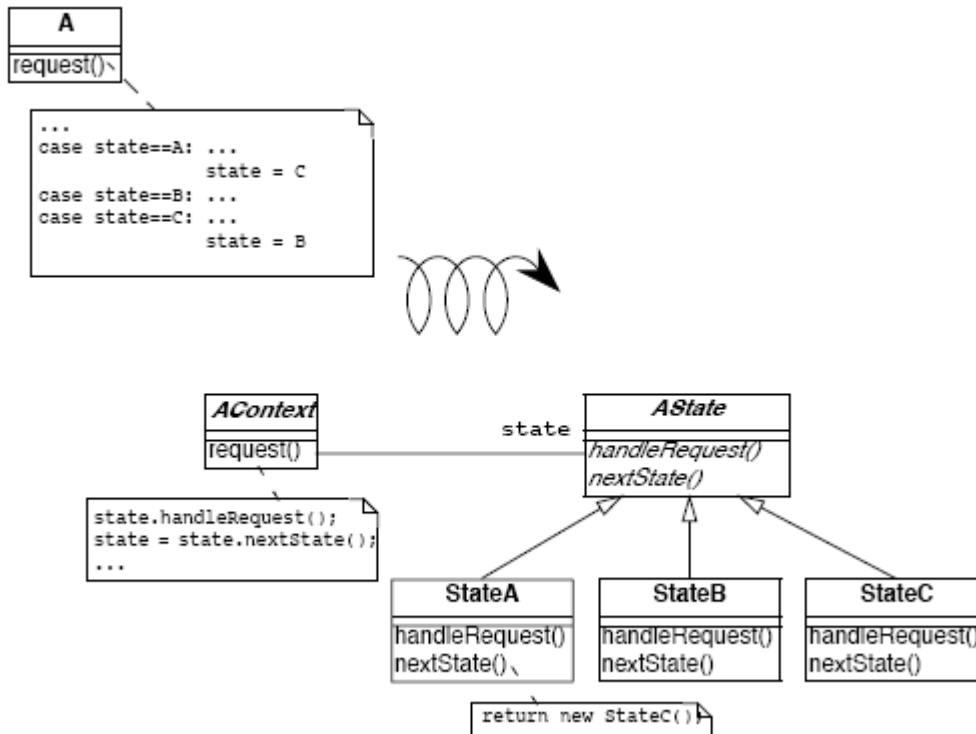 A
request()
...
case state==A: ...
state = C
case state==B: ...
case state==C: ...
state = B
AContext
request()
state
AState
handleRequest()
nextState()
state.handleRequest();
state = state.nextState();
...
StateA
handleRequest()
nextState()
StateB
handleRequest()
nextState()
StateC
handleRequest()
nextState()
return new StateC();